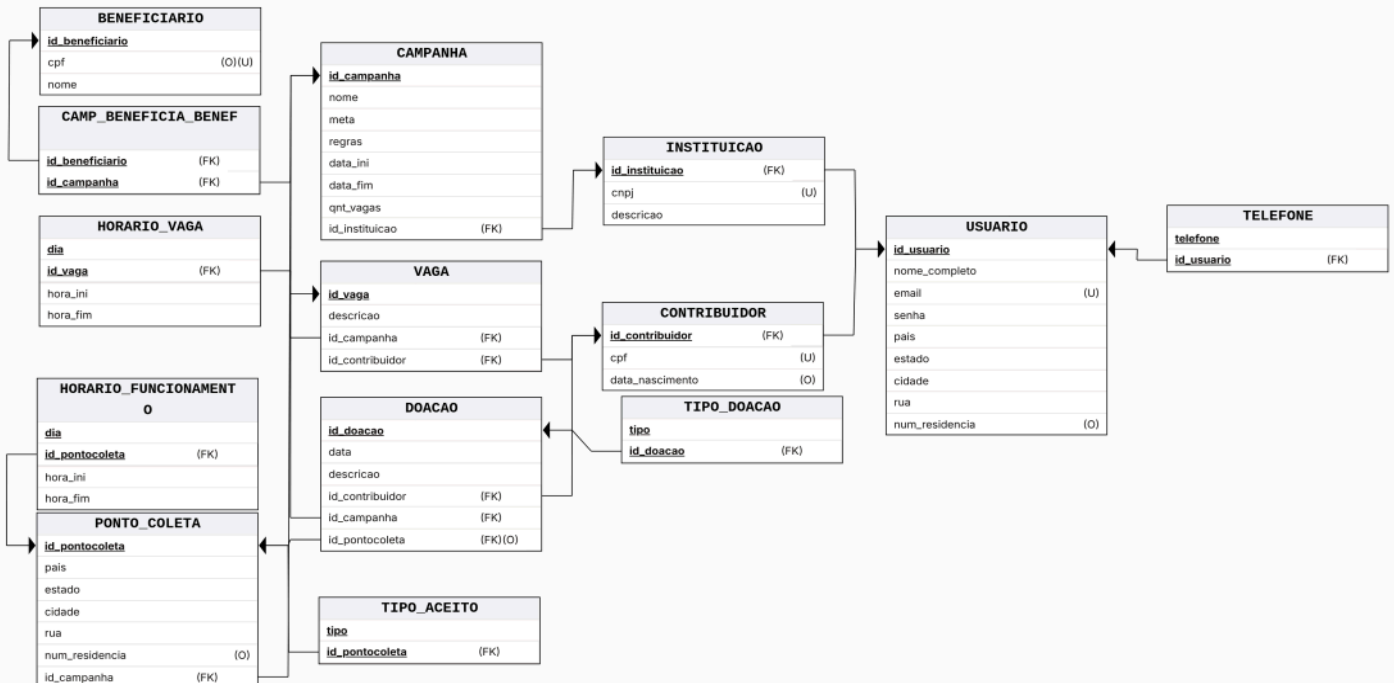 BENEFICIARIO
id_beneficiario
cpf (O)(U)
nome
CAMP_BENEFICIA_BENEF
id_beneficiario (FK)
id_campanha (FK)
HORARIO_VAGA
dia
id_vaga (FK)
hora_ini
hora_fim
HORARIO_FUNCIONAMENT
O
dia
id_pontocoleta (FK)
hora_ini
hora_fim
PONTO_COLETA
id_pontocoleta
pais
estado
cidade
rua
num_residencia (O)
id_campanha (FK)
CAMPANHA
id_campanha
nome
meta
regras
data_ini
data_fim
qnt_vagas
id_instituicao (FK)
VAGA
id_vaga
descricao
id_campanha (FK)
id_contribuidor (FK)
DOACAO
id_doacao
data
descricao
id_contribuidor (FK)
id_campanha (FK)
id_pontocoleta (FK)(O)
TIPO_ACEITO
tipo
id_pontocoleta (FK)
INSTITUICAO
id_instituicao (FK)
cnpj (U)
descricao
CONTRIBUIDOR
id_contribuidor (FK)
cpf (U)
data_nascimento (O)
TIPO_DOACAO
tipo
id_doacao (FK)
USUARIO
id_usuario
nome_completo
email (U)
senha
pais
estado
cidade
rua
num_residencia (O)
TELEFONE
telefone
id_usuario (FK)